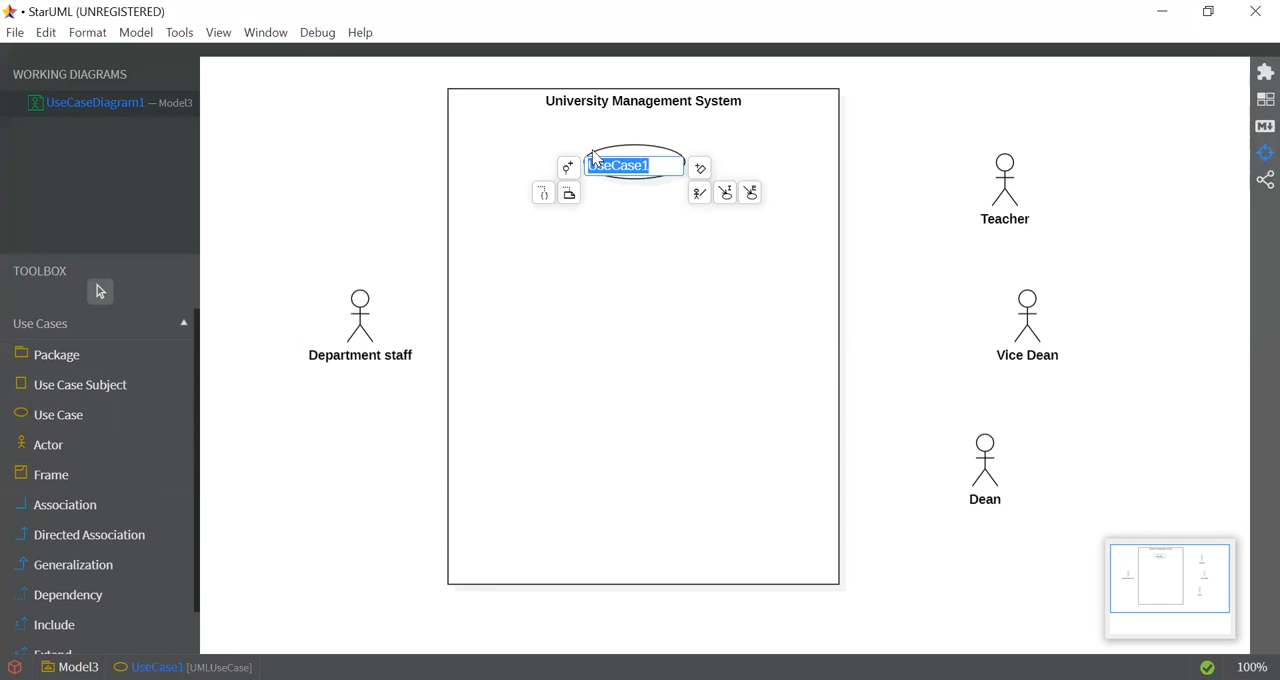 • StarUML (UNREGISTERED)
File Edit Format Model Tools View Window Debug Help
WORKING DIAGRAMS
UseCaseDiagram1 — Model3
University Management System
UseCase1
Teacher
TOOLBOX
Use Cases
Department staff
Vice Dean
Package
Use Case Subject
Use Case
Actor
Frame
Dean
Association
Directed Association
Generalization
Dependency
Include
Extend
Model3 UseCase1 [UMLUseCase] 100%